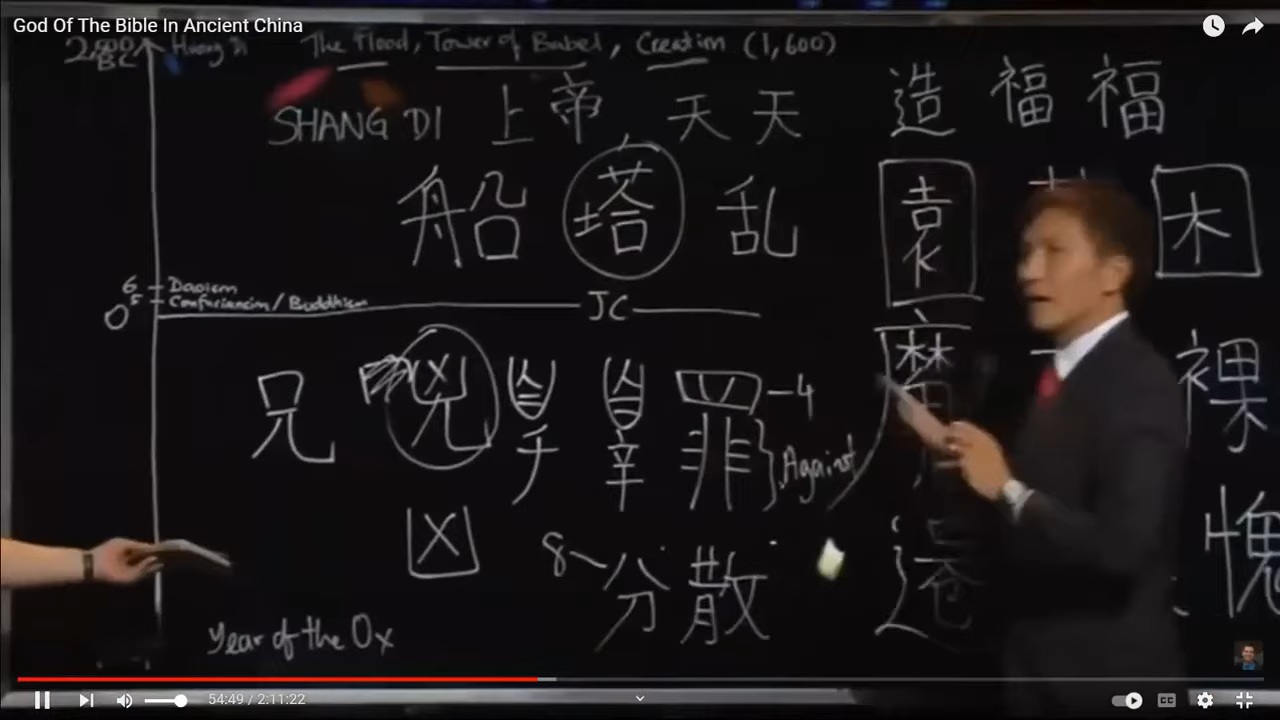 God Of The Bible In Ancient China
2,500 BC Huang Di The Flood, Tower of Babel, Creation (1,600)
SHANG DI 上帝 天 天 造 福 福
船 塔 乱 袁 木
6 Daoism
5 Confucianism / Buddhism
0 JC
兄 兇 罪 -4 裸
Against
凶 8 分散 愧
Year of the Ox
54:49 / 2:11:22